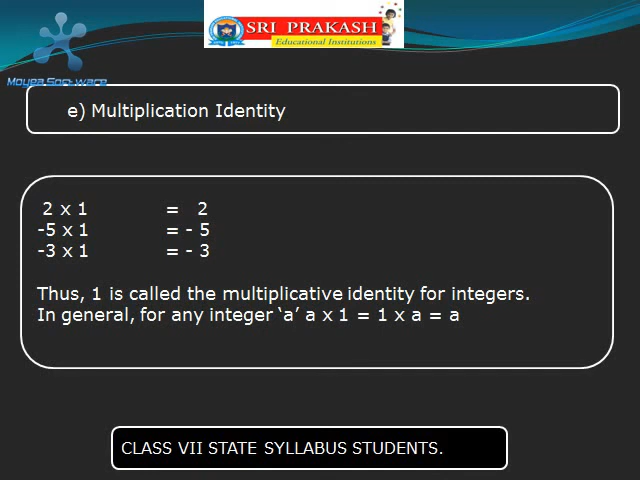 SRI PRAKASH
Educational Institutions
Moyea Software
e) Multiplication Identity
2 x 1 = 2
-5 x 1 = - 5
-3 x 1 = - 3
Thus, 1 is called the multiplicative identity for integers.
In general, for any integer ‘a’ a x 1 = 1 x a = a
CLASS VII STATE SYLLABUS STUDENTS.